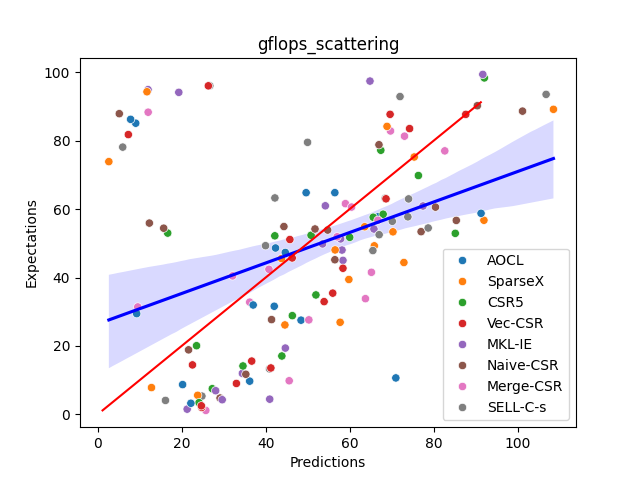 gflops_scattering
Expectations
100
80
60
40
20
0
0 20 40 60 80 100
Predictions
AOCL
SparseX
CSR5
Vec-CSR
MKL-IE
Naive-CSR
Merge-CSR
SELL-C-s